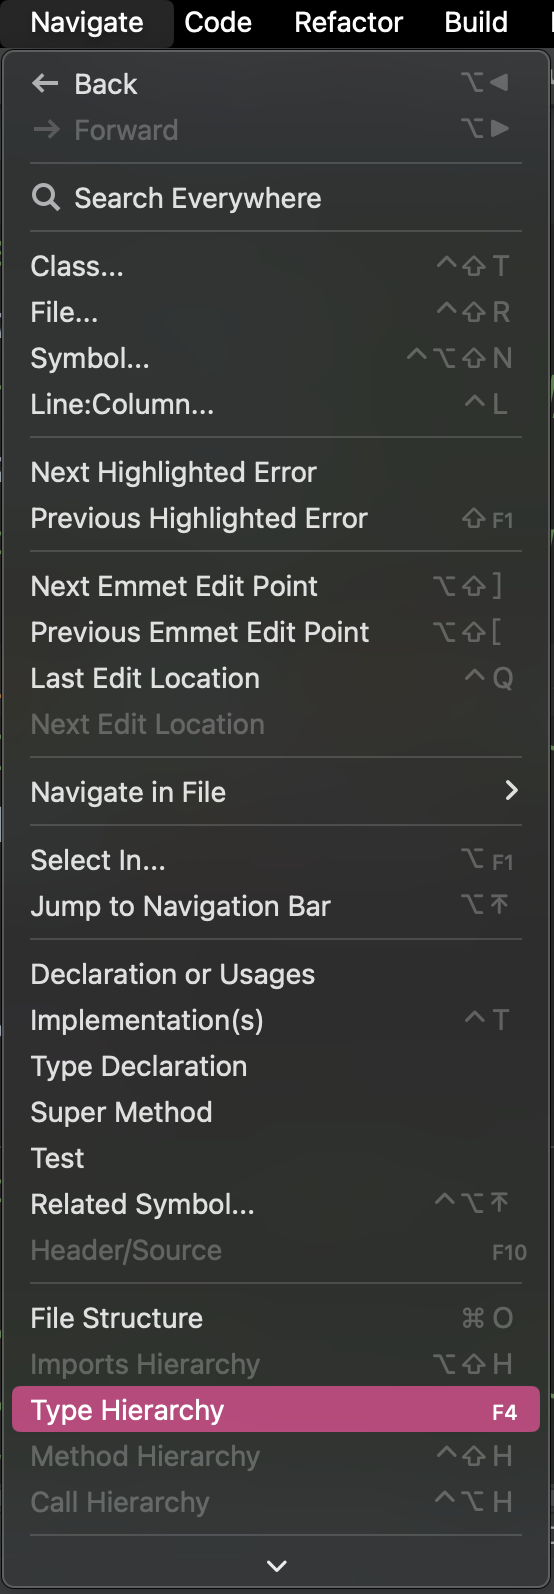 Navigate Code Refactor Build
Back ⌥◀
Forward ⌥▶
Search Everywhere
Class... ^⇧T
File... ^⇧R
Symbol... ^⌥⇧N
Line:Column... ^L
Next Highlighted Error
Previous Highlighted Error ⇧F1
Next Emmet Edit Point ⌥⇧]
Previous Emmet Edit Point ⌥⇧[
Last Edit Location ^Q
Next Edit Location
Navigate in File
Select In... ⌥F1
Jump to Navigation Bar ⌥⇱
Declaration or Usages
Implementation(s) ^T
Type Declaration
Super Method
Test
Related Symbol... ^⌥⇱
Header/Source F10
File Structure ⌘O
Imports Hierarchy ⌥⇧H
Type Hierarchy F4
Method Hierarchy ^⇧H
Call Hierarchy ^⌥H